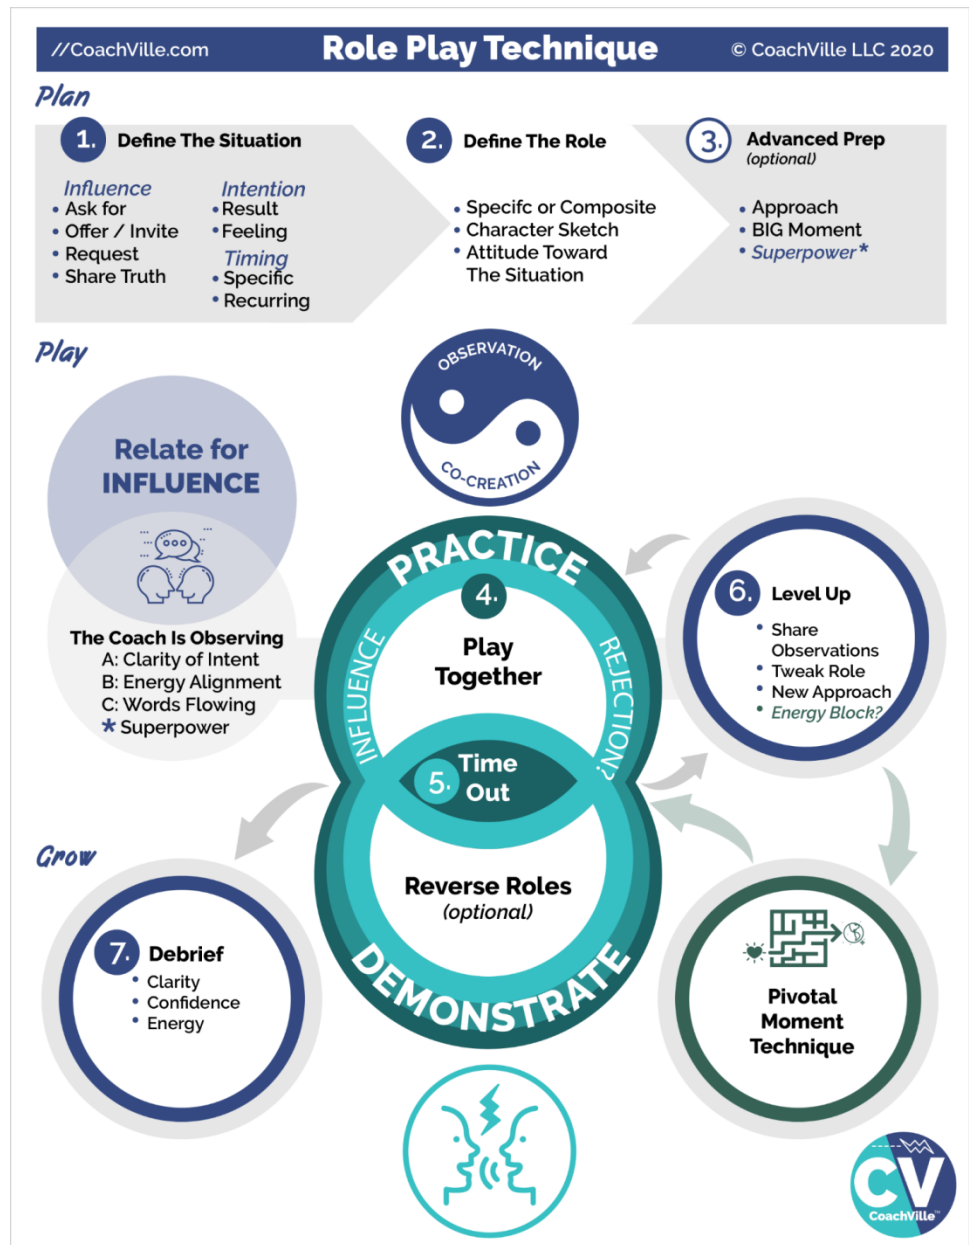 //CoachVille.com
Role Play Technique
© CoachVille LLC 2020
Plan
1. Define The Situation
Influence
• Ask for
• Offer / Invite
• Request
• Share Truth
Intention
• Result
• Feeling
Timing
• Specific
• Recurring
2. Define The Role
• Specifc or Composite
• Character Sketch
• Attitude Toward
The Situation
3. Advanced Prep
(optional)
• Approach
• BIG Moment
• Superpower*
Play
OBSERVATION
CO-CREATION
Relate for
INFLUENCE
The Coach Is Observing
A: Clarity of Intent
B: Energy Alignment
C: Words Flowing
* Superpower
PRACTICE
4.
Play
Together
INFLUENCE
REJECTION?
5. Time
Out
Reverse Roles
(optional)
DEMONSTRATE
6. Level Up
• Share
Observations
• Tweak Role
• New Approach
• Energy Block?
Pivotal
Moment
Technique
Grow
7. Debrief
• Clarity
• Confidence
• Energy
CV
CoachVille